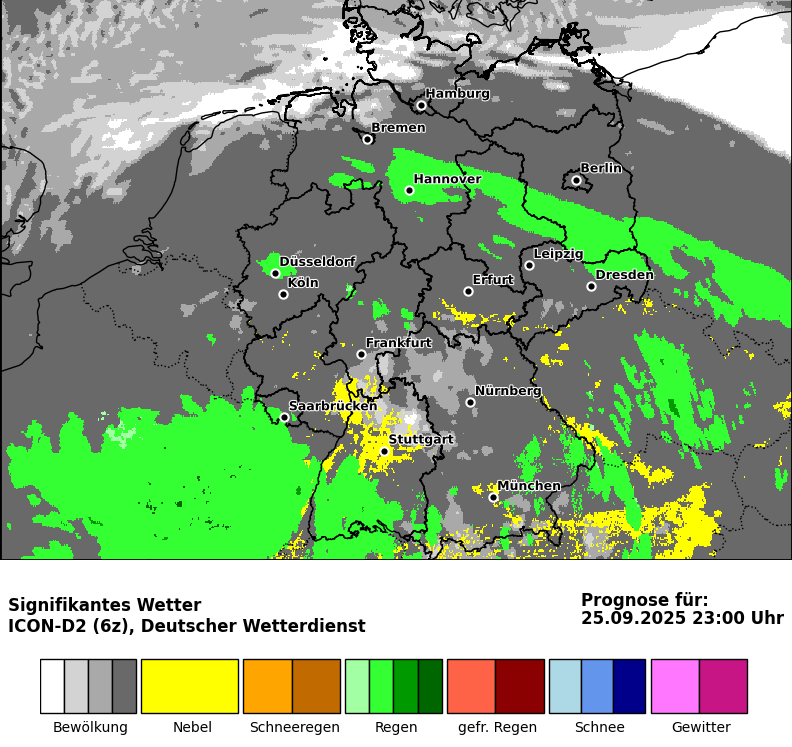 Hamburg
Bremen
Berlin
Hannover
Düsseldorf
Leipzig
Köln
Erfurt
Dresden
Frankfurt
Nürnberg
Saarbrücken
Stuttgart
München
Signifikantes Wetter
ICON-D2 (6z), Deutscher Wetterdienst
Prognose für:
25.09.2025 23:00 Uhr
Bewölkung Nebel Schneeregen Regen gefr. Regen Schnee Gewitter